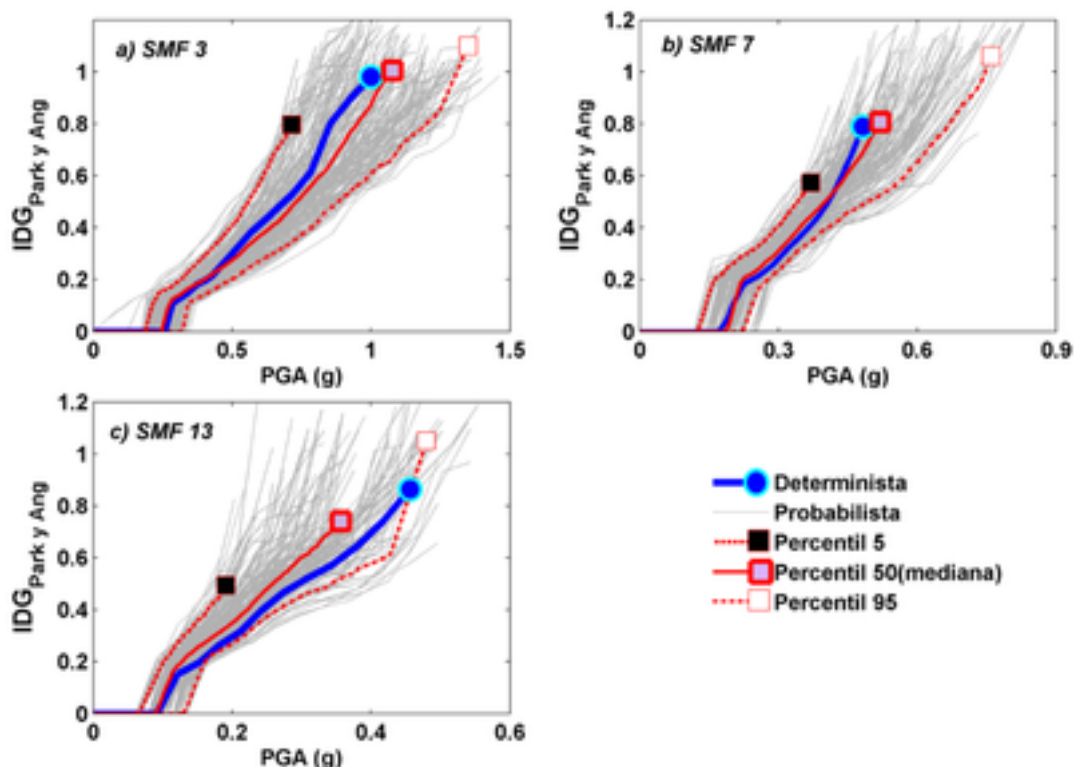 a) SMF 3
1.2
1
0.8
0.6
0.4
0.2
0
IDG Park y Ang
0 0.5 1 1.5
PGA (g)
b) SMF 7
1.2
1
0.8
0.6
0.4
0.2
0
IDG Park y Ang
0 0.3 0.6 0.9
PGA (g)
c) SMF 13
1.2
1
0.8
0.6
0.4
0.2
0
IDG Park y Ang
0 0.2 0.4 0.6
PGA (g)
Determinista
Probabilista
Percentil 5
Percentil 50(mediana)
Percentil 95